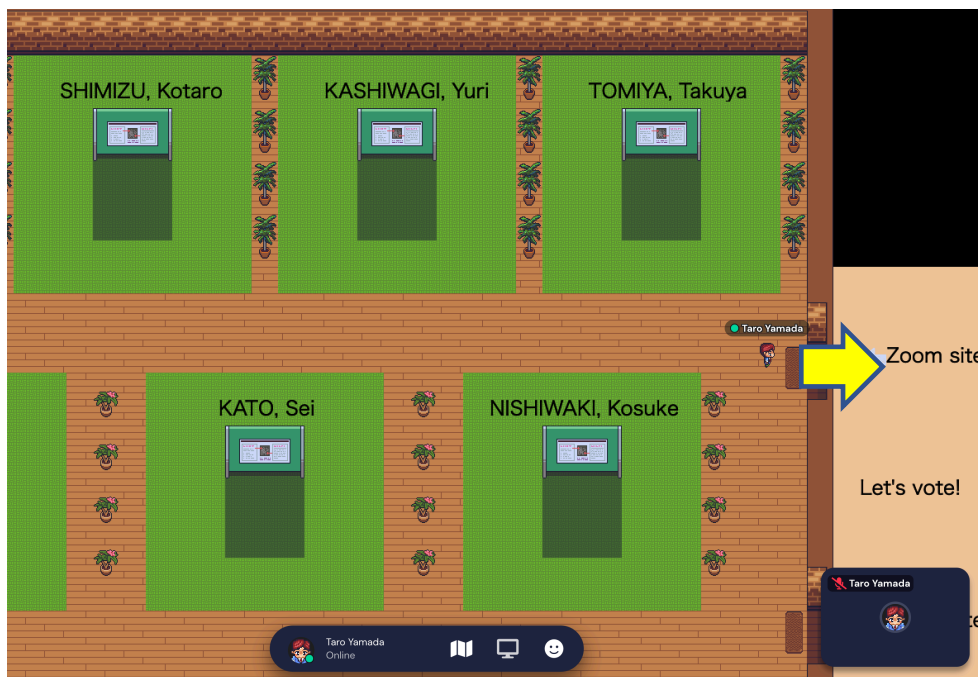 SHIMIZU, Kotaro
KASHIWAGI, Yuri
TOMIYA, Takuya
Taro Yamada
Zoom site
KATO, Sei
NISHIWAKI, Kosuke
Let's vote!
Taro Yamada
Taro Yamada
Online